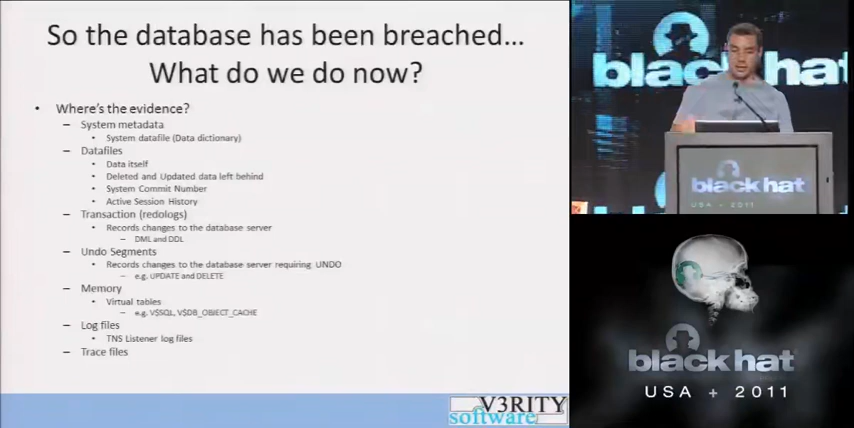 So the database has been breached...
What do we do now?
• Where's the evidence?
– System metadata
• System datafile (Data dictionary)
– Datafiles
• Data itself
• Deleted and Updated data left behind
• System Commit Number
• Active Session History
– Transaction (redologs)
• Records changes to the database server
– DML and DDL
– Undo Segments
• Records changes to the database server requiring UNDO
– e.g. UPDATE and DELETE
– Memory
• Virtual tables
– e.g. V$SQL, V$DB_OBJECT_CACHE
– Log files
• TNS Listener log files
– Trace files
V3RITY
software
black hat
black hat
USA + 2011
black hat
USA + 2011